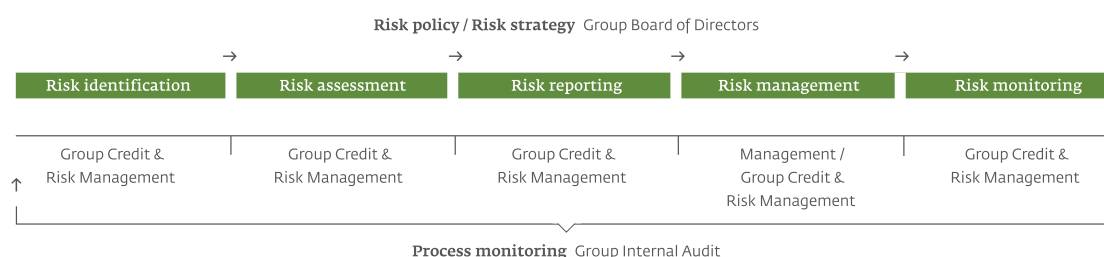 Risk policy / Risk strategy Group Board of Directors
Risk identification
Risk assessment
Risk reporting
Risk management
Risk monitoring
Group Credit &
Risk Management
Group Credit &
Risk Management
Group Credit &
Risk Management
Management /
Group Credit &
Risk Management
Group Credit &
Risk Management
Process monitoring Group Internal Audit